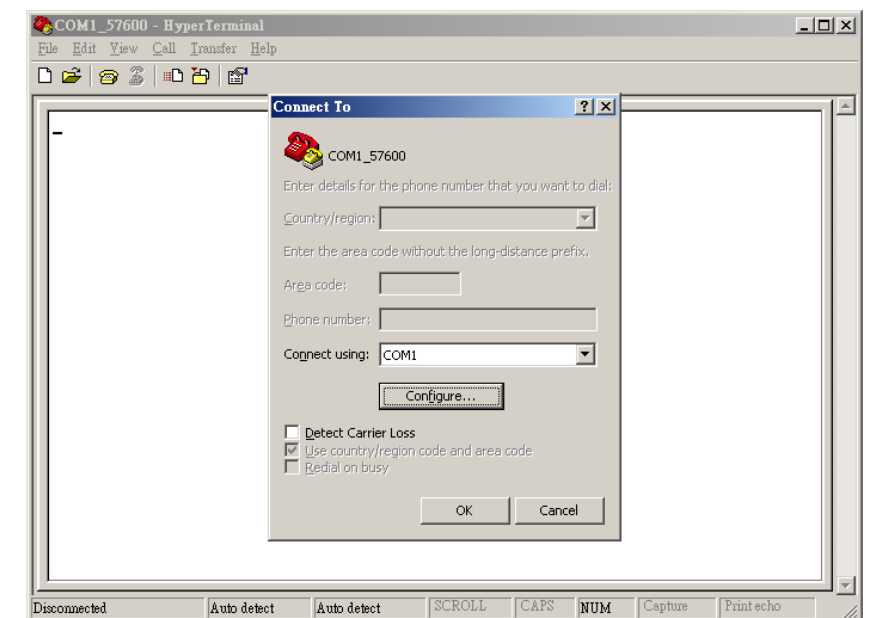 COM1_57600 - HyperTerminal
File Edit View Call Transfer Help
Connect To
COM1_57600
Enter details for the phone number that you want to dial:
Country/region:
Enter the area code without the long-distance prefix.
Area code:
Phone number:
Connect using: COM1
Configure...
Detect Carrier Loss
Use country/region code and area code
Redial on busy
OK Cancel
Disconnected Auto detect Auto detect SCROLL CAPS NUM Capture Print echo